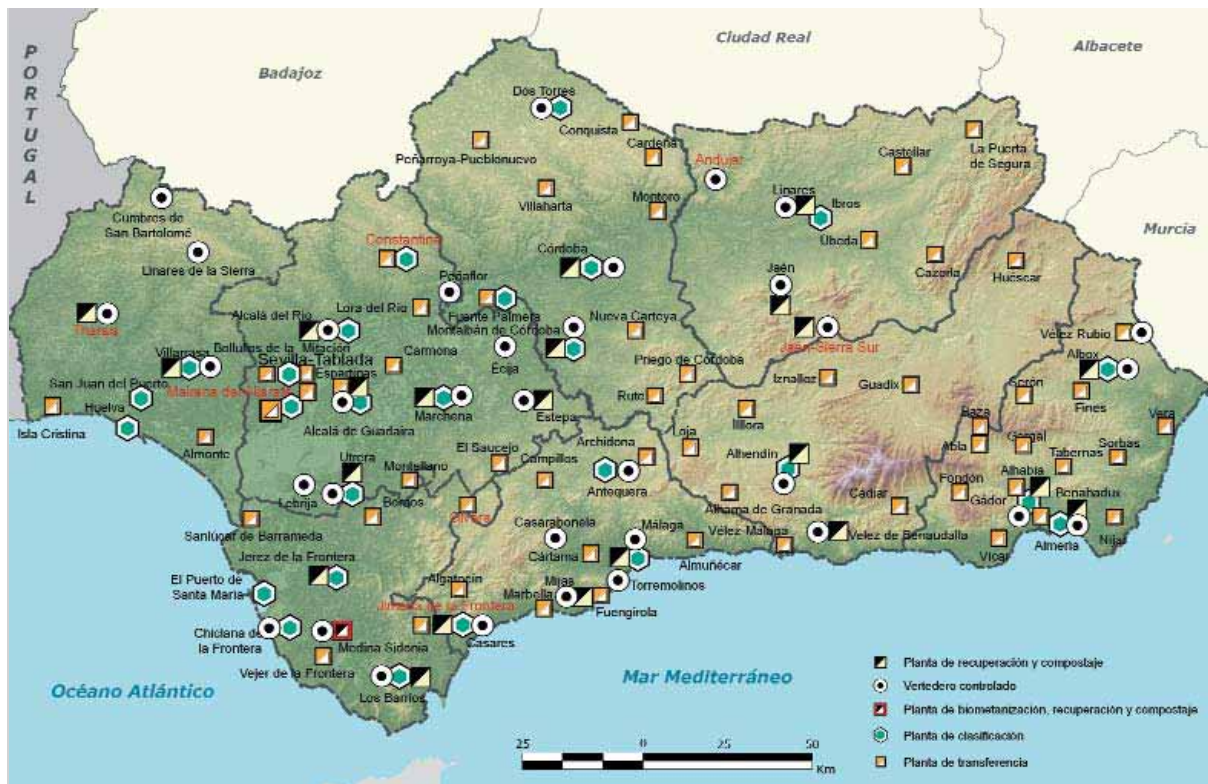 PORTUGAL
Badajoz
Ciudad Real
Albacete
Murcia
Dos Torres
Conquista
Cardeña
Peñarroya-Pueblonuevo
Villaharta
Montoro
Andujar
Castellar
La Puerta
de Segura
Linares
Ibros
Úbeda
Cazorla
Huéscar
Cumbres de
San Bartolomé
Linares de la Sierra
Constantina
Córdoba
Jaén
Peñaflor
Tharsis
Alcalá del Río
Lora del Rio
Fuente Palmera
Montalbán de Córdoba
Nueva Carteya
Jaén-Sierra Sur
Vélez Rubio
Bollullos de la
Mitación
Villarrasa
Sevilla-Tablada
Espartinas
Carmona
Écija
Priego de Córdoba
Iznalloz
Guadix
Albox
Serón
Fines
San Juan del Puerto
Mairena del Aljarafe
Huelva
Marchena
Estepa
Rute
Isla Cristina
Almonte
Alcalá de Guadaira
Illora
Baza
Vera
Utrera
El Saucejo
Archidona
Loja
Alhendín
Abla
Gérgal
Sorbas
Tabernas
Campillos
Montellano
Antequera
Alhabia
Lebrija
Bornos
Olvera
Alhama de Granada
Cádiar
Fondón
Gádor
Benahadux
Sanlúcar de Barrameda
Casarabonela
Málaga
Vélez-Málaga
Velez de Benaudalla
Almería
Níjar
Vícar
Jerez de la Frontera
Cártama
Almuñécar
El Puerto de
Santa María
Algatocín
Mijas
Torremolinos
Marbella
Fuengirola
Jimena de la Frontera
Chiclana de
la Frontera
Medina Sidonia
Casares
Vejer de la Frontera
Los Barrios
Océano Atlántico
Mar Mediterráneo
Planta de recuperación y compostaje
Vertedero controlado
Planta de biometanización, recuperación y compostaje
Planta de clasificación
Planta de transferencia
25
0
50
Km